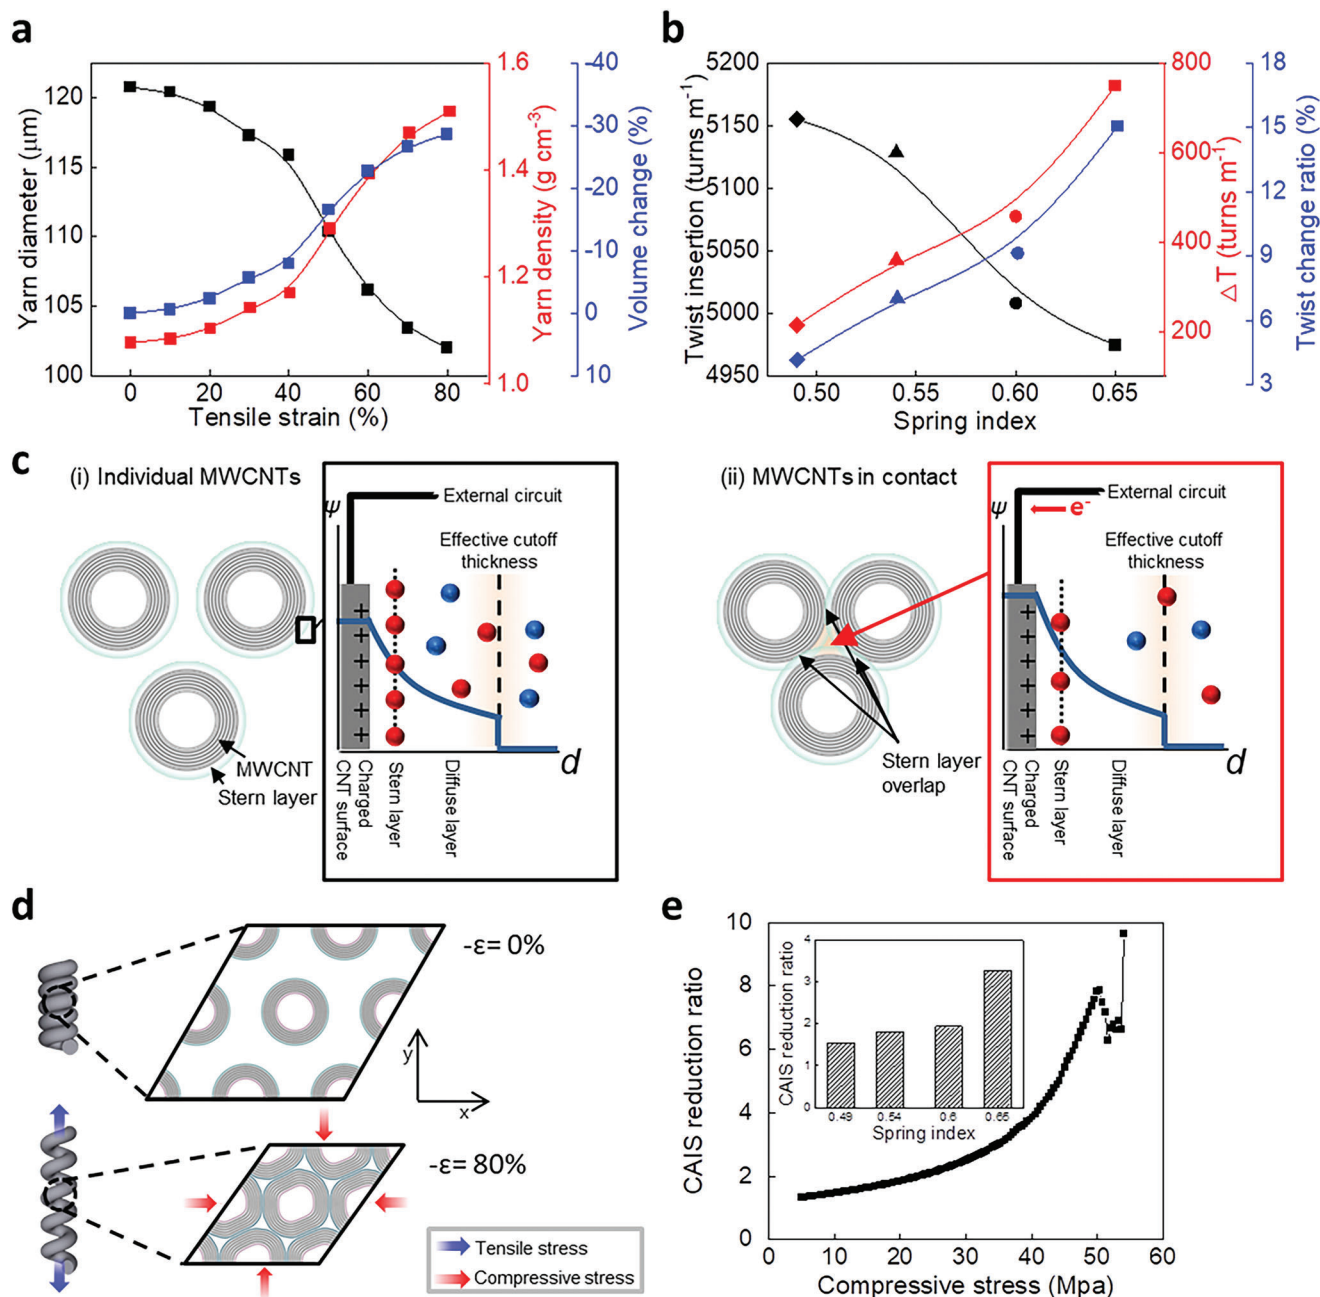 a
120
115
110
105
100
Yarn diameter (μm)
0
20
40
60
80
Tensile strain (%)
1.6
1.4
1.2
1.0
Yarn density (g cm-3)
-40
-30
-20
-10
0
10
Volume change (%)
b
5200
5150
5100
5050
5000
4950
Twist insertion (turns m-1)
0.50
0.55
0.60
0.65
Spring index
800
600
400
200
△T (turns m-1)
18
15
12
9
6
3
Twist change ratio (%)
c
(i) Individual MWCNTs
MWCNT
Stern layer
ψ
External circuit
Effective cutoff
thickness
+
+
+
+
+
+
d
Charged
CNT surface
Stern layer
Diffuse layer
(ii) MWCNTs in contact
Stern layer
overlap
ψ
External circuit
e-
Effective cutoff
thickness
+
+
+
+
+
+
d
Charged
CNT surface
Stern layer
Diffuse layer
d
-ε= 0%
y
x
-ε= 80%
Tensile stress
Compressive stress
e
10
8
6
4
2
0
CAIS reduction ratio
0
10
20
30
40
50
60
Compressive stress (Mpa)
4
3
2
1
0
CAIS reduction ratio
0.49
0.54
0.6
0.65
Spring index